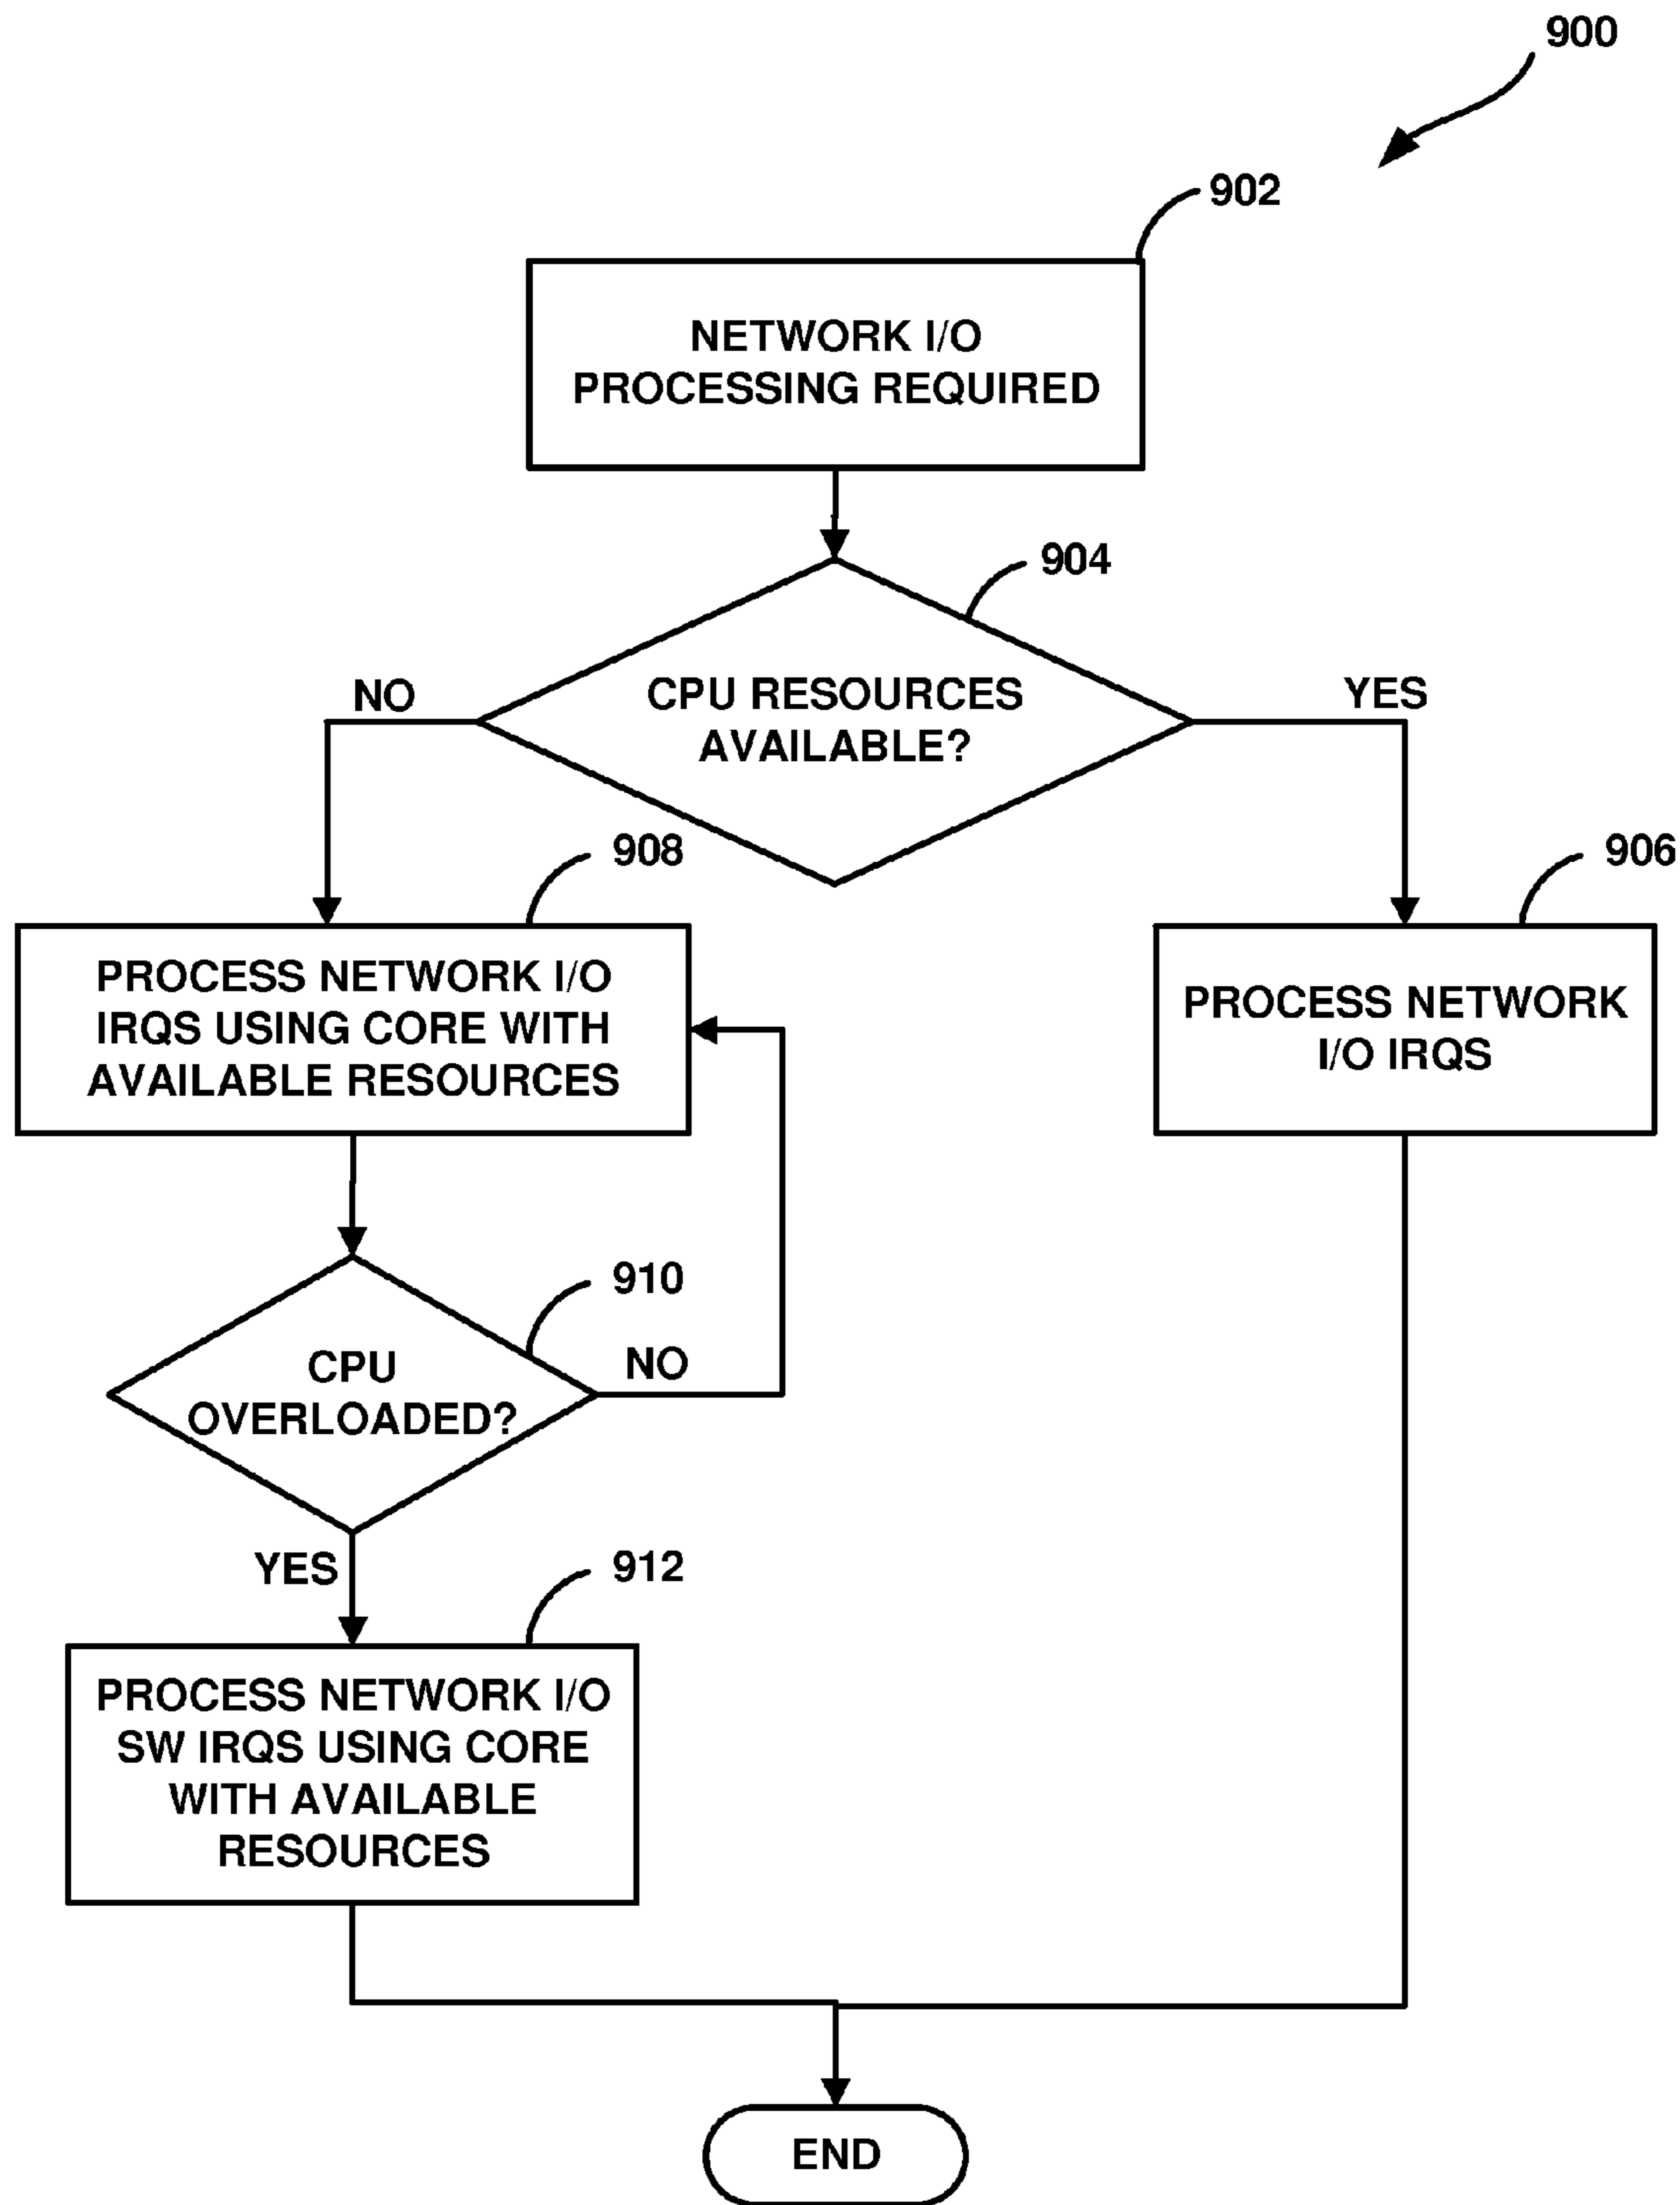 900
902
NETWORK I/O
PROCESSING REQUIRED
904
NO
CPU RESOURCES
AVAILABLE?
YES
908
906
PROCESS NETWORK I/O
IRQS USING CORE WITH
AVAILABLE RESOURCES
PROCESS NETWORK
I/O IRQS
910
CPU
OVERLOADED?
NO
YES
912
PROCESS NETWORK I/O
SW IRQS USING CORE
WITH AVAILABLE
RESOURCES
END